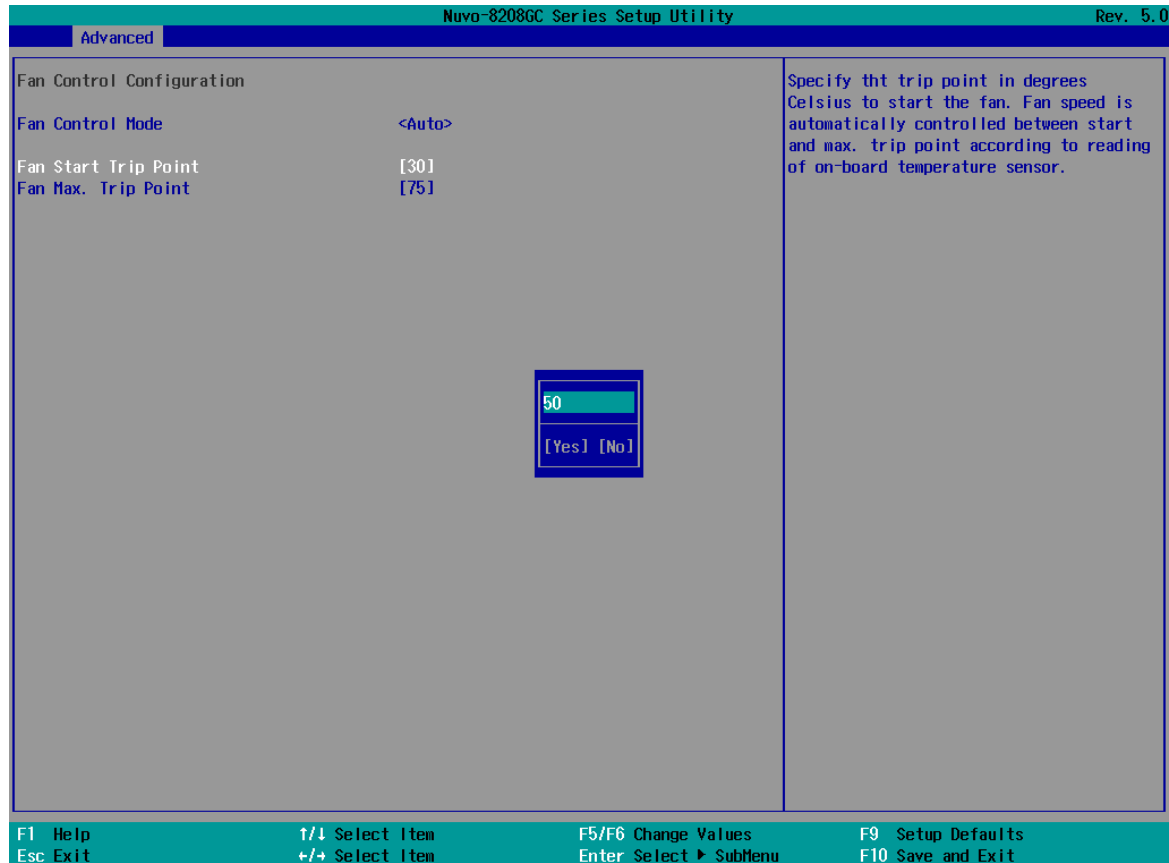 Nuvo-8208GC Series Setup Utility Rev. 5.0
Advanced
Fan Control Configuration
Fan Control Mode <Auto>
Fan Start Trip Point [30]
Fan Max. Trip Point [75]
Specify tht trip point in degrees
Celsius to start the fan. Fan speed is
automatically controlled between start
and max. trip point according to reading
of on-board temperature sensor.
50
[Yes] [No]
F1 Help ↑/↓ Select Item F5/F6 Change Values F9 Setup Defaults
Esc Exit ←/→ Select Item Enter Select ▶ SubMenu F10 Save and Exit